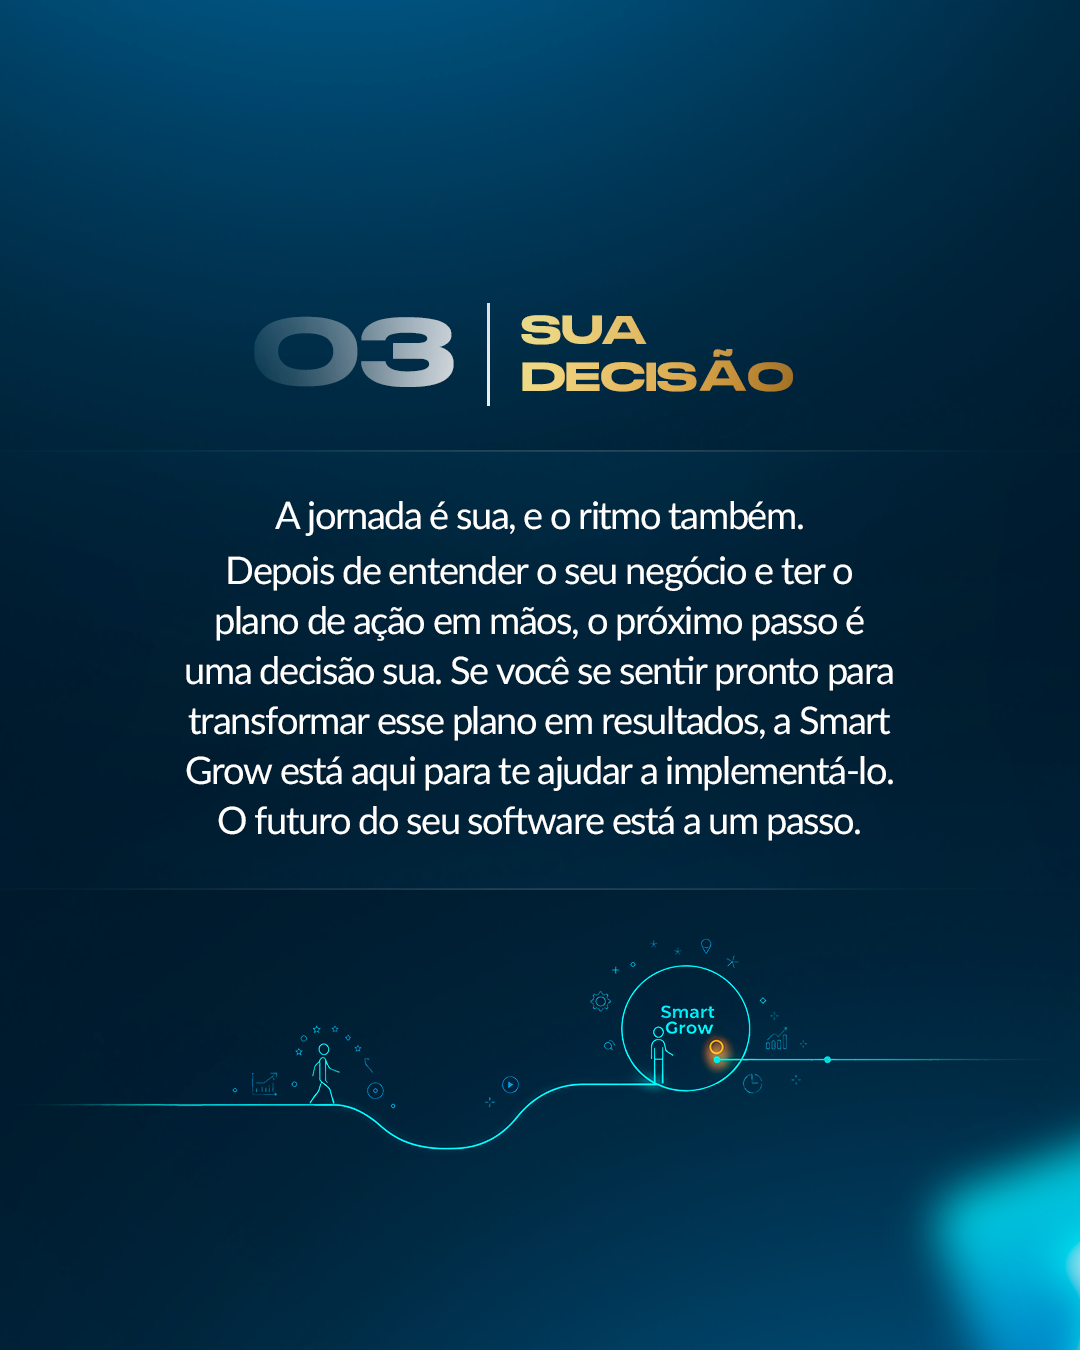 03
SUA
DECISÃO
A jornada é sua, e o ritmo também.
Depois de entender o seu negócio e ter o
plano de ação em mãos, o próximo passo é
uma decisão sua. Se você se sentir pronto para
transformar esse plano em resultados, a Smart
Grow está aqui para te ajudar a implementá-lo.
O futuro do seu software está a um passo.
Smart
Grow